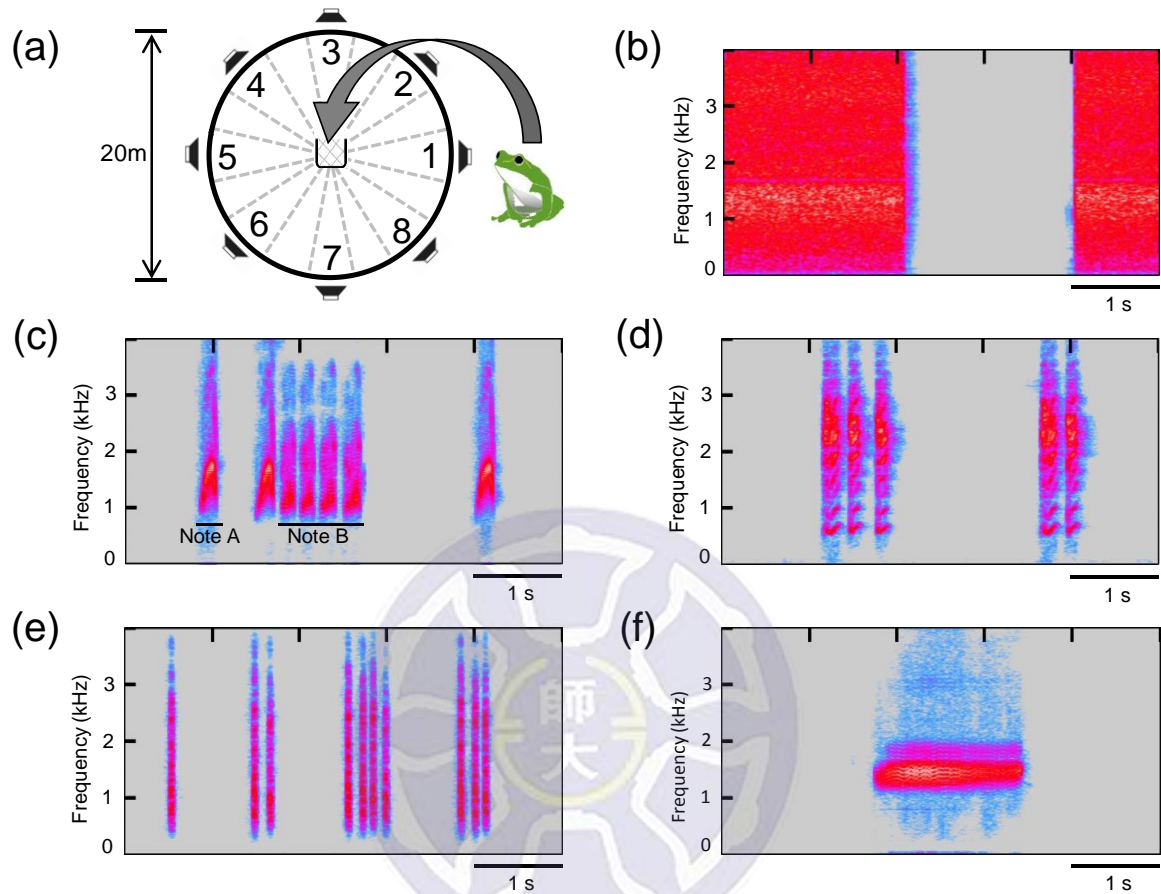 (a)
20m
1
2
3
4
5
6
7
8
(b)
Frequency (kHz)
3
2
1
0
1 s
(c)
Frequency (kHz)
3
2
1
0
Note A
Note B
1 s
(d)
Frequency (kHz)
3
2
1
0
1 s
(e)
Frequency (kHz)
3
2
1
0
1 s
(f)
Frequency (kHz)
3
2
1
0
1 s
師
大